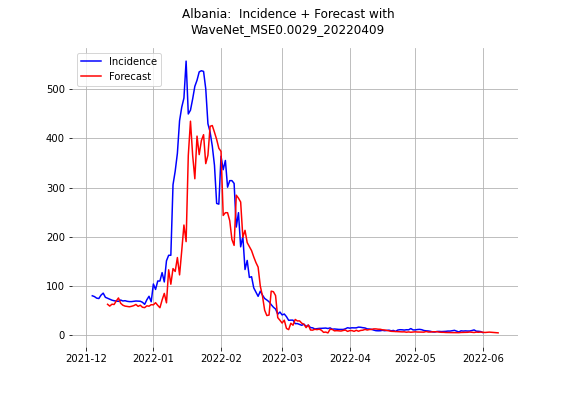 Albania:  Incidence + Forecast with
WaveNet_MSE0.0029_20220409
Incidence
Forecast
500
400
300
200
100
0
2021-12 2022-01 2022-02 2022-03 2022-04 2022-05 2022-06